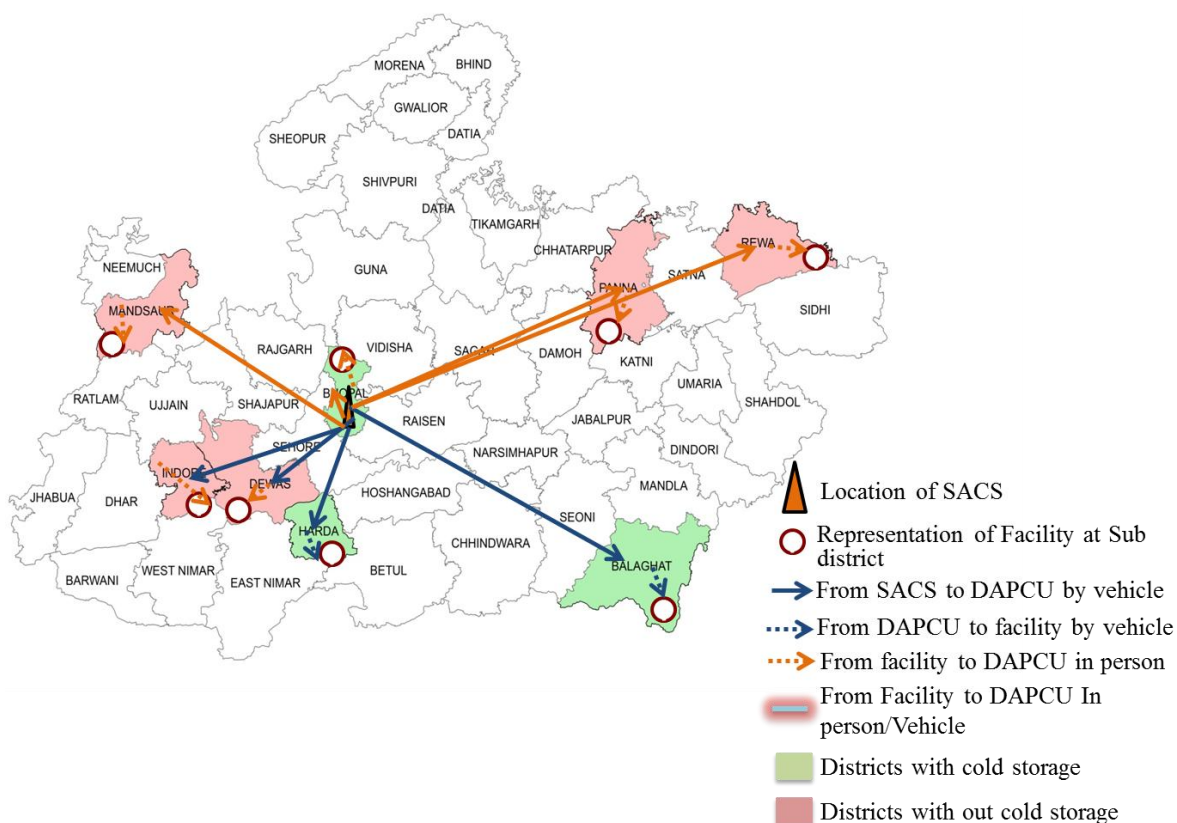 MORENA
BHIND
GWALIOR
SHEOPUR
DATIA
SHIVPURI
DATIA
TIKAMGARH
CHHATARPUR
REWA
NEEMUCH
GUNA
PANNA
SATNA
MANDSAUR
SIDHI
RAJGARH
VIDISHA
SAGAR
DAMOH
KATNI
UMARIA
RATLAM
UJJAIN
SHAJAPUR
BHOPAL
RAISEN
JABALPUR
SHAHDOL
SEHORE
NARSIMHAPUR
DINDORI
INDORE
DEWAS
HOSHANGABAD
MANDLA
JHABUA
DHAR
SEONI
HARDA
CHHINDWARA
BALAGHAT
BARWANI
WEST NIMAR
EAST NIMAR
BETUL
Location of SACS
Representation of Facility at Sub
district
From SACS to DAPCU by vehicle
From DAPCU to facility by vehicle
From facility to DAPCU in person
From Facility to DAPCU In
person/Vehicle
Districts with cold storage
Districts with out cold storage